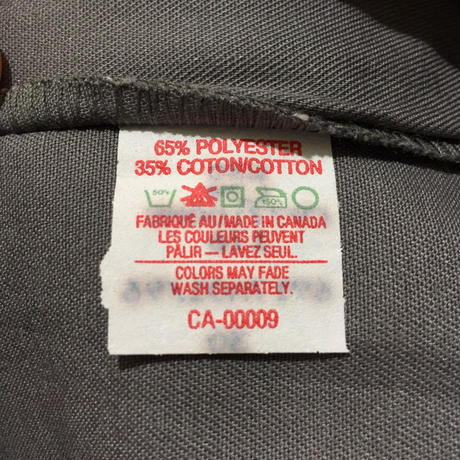 65% POLYESTER
35% COTON/COTTON
50°
FABRIQUÉ AU/MADE IN CANADA
LES COULEURS PEUVENT
PÂLIR — LAVEZ SEUL.
COLORS MAY FADE
WASH SEPARATELY.
CA-00009